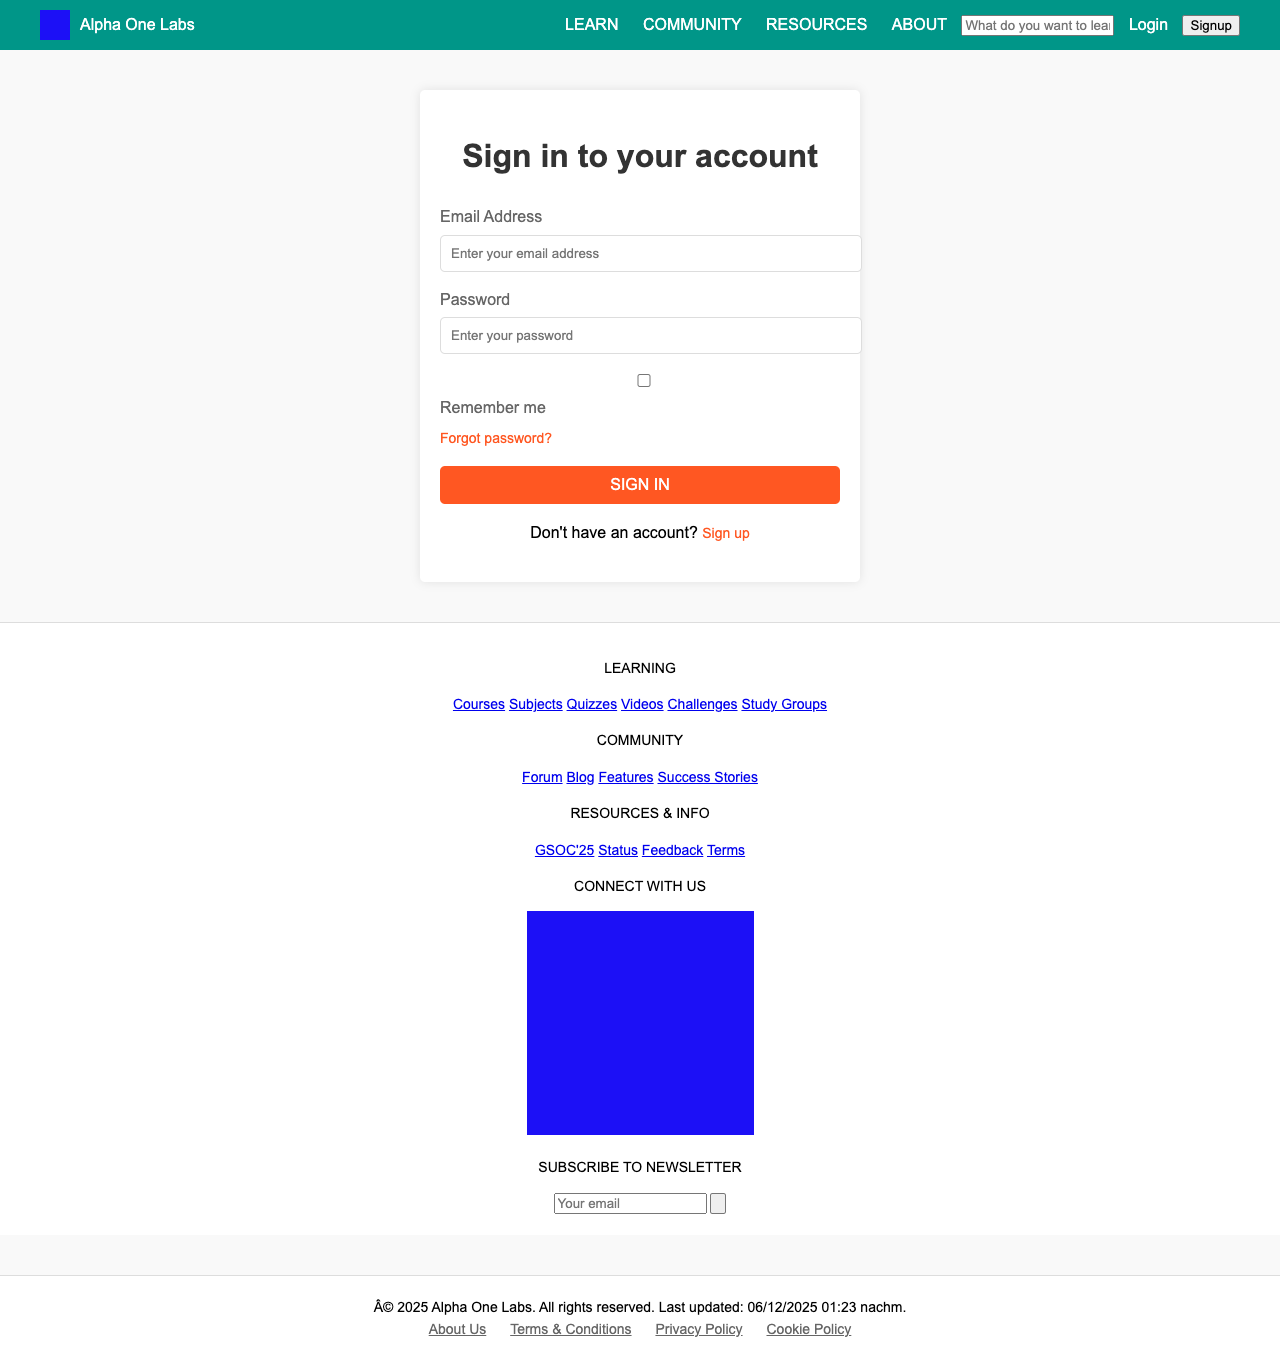 Alpha One Labs LEARN COMMUNITY RESOURCES ABOUT What do you want to lear Login Signup
Sign in to your account
Email Address
Enter your email address
Password
Enter your password
Remember me
Forgot password?
SIGN IN
Don't have an account? Sign up
LEARNING
Courses Subjects Quizzes Videos Challenges Study Groups
COMMUNITY
Forum Blog Features Success Stories
RESOURCES & INFO
GSOC'25 Status Feedback Terms
CONNECT WITH US
SUBSCRIBE TO NEWSLETTER
Your email
Â© 2025 Alpha One Labs. All rights reserved. Last updated: 06/12/2025 01:23 nachm.
About Us Terms & Conditions Privacy Policy Cookie Policy